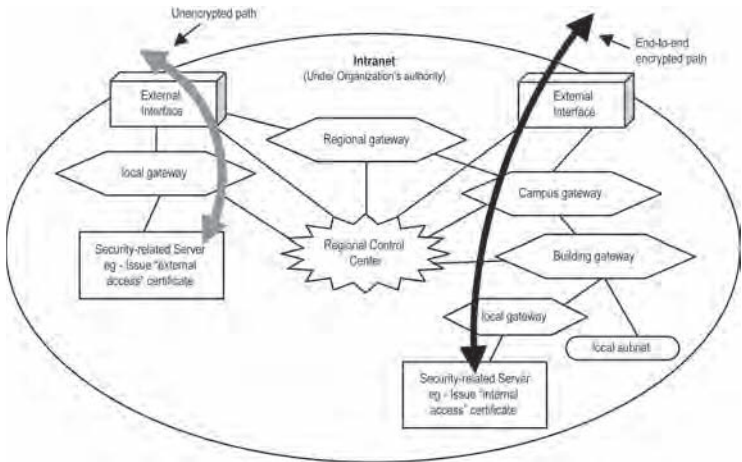 Unencrypted path
Intranet
(Under Organization's authority)
End-to-end
encrypted path
External
Interface
External
Interface
Regional gateway
local gateway
Campus gateway
Regional Control
Center
Security-related Server
eg - Issue "external
access" certificate
Building gateway
local gateway
local subnet
Security-related Server
eg - Issue "internal
access" certificate